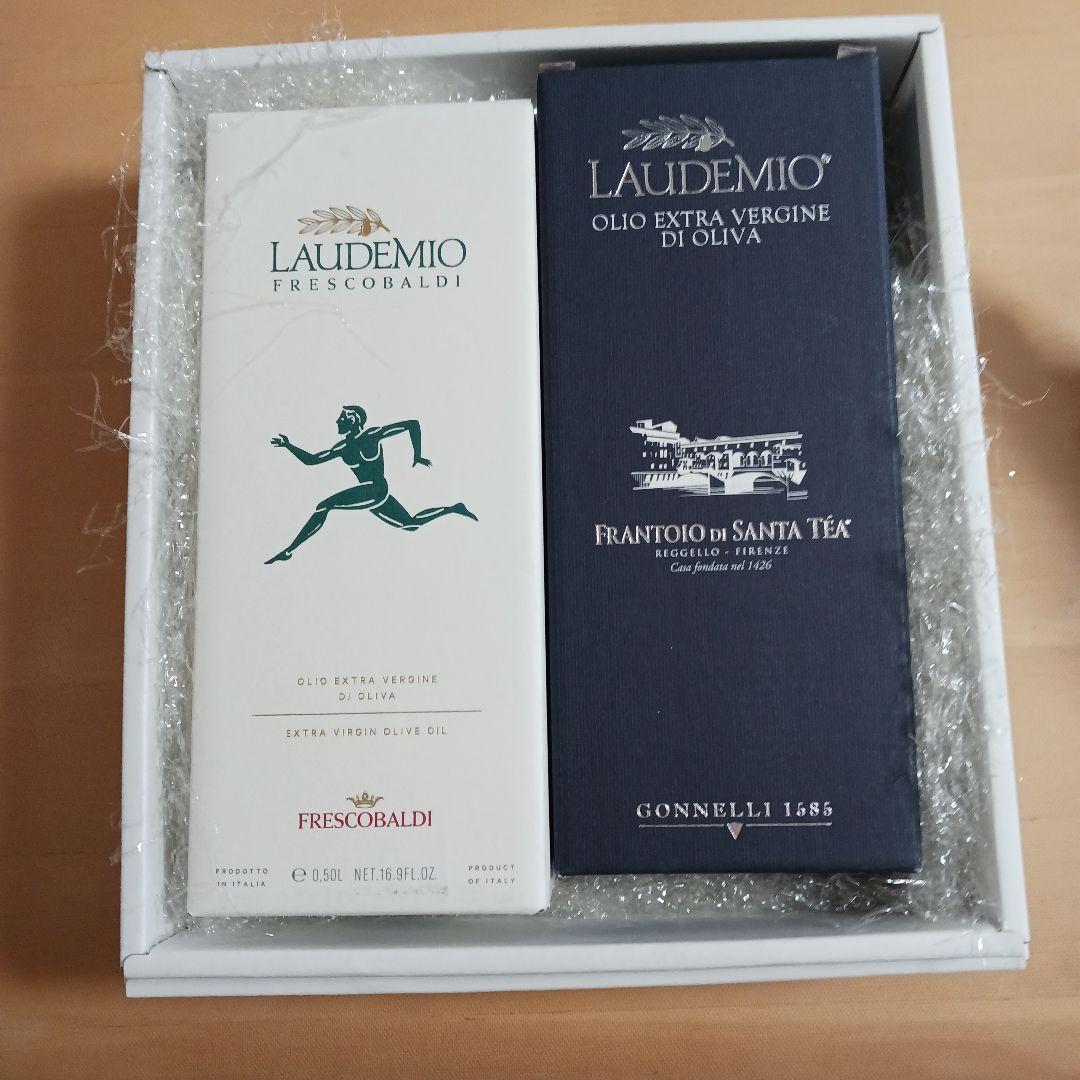 LAUDEMIO
FRESCOBALDI
OLIO EXTRA VERGINE
DI OLIVA
EXTRA VIRGIN OLIVE OIL
FRESCOBALDI
PRODOTTO
IN ITALIA
℮ 0,50L NET.16.9FL.OZ.
PRODUCT
OF ITALY
LAUDEMIO®
OLIO EXTRA VERGINE
DI OLIVA
FRANTOIO DI SANTA TÉA®
REGGELLO - FIRENZE
Casa fondata nel 1426
GONNELLI 1585